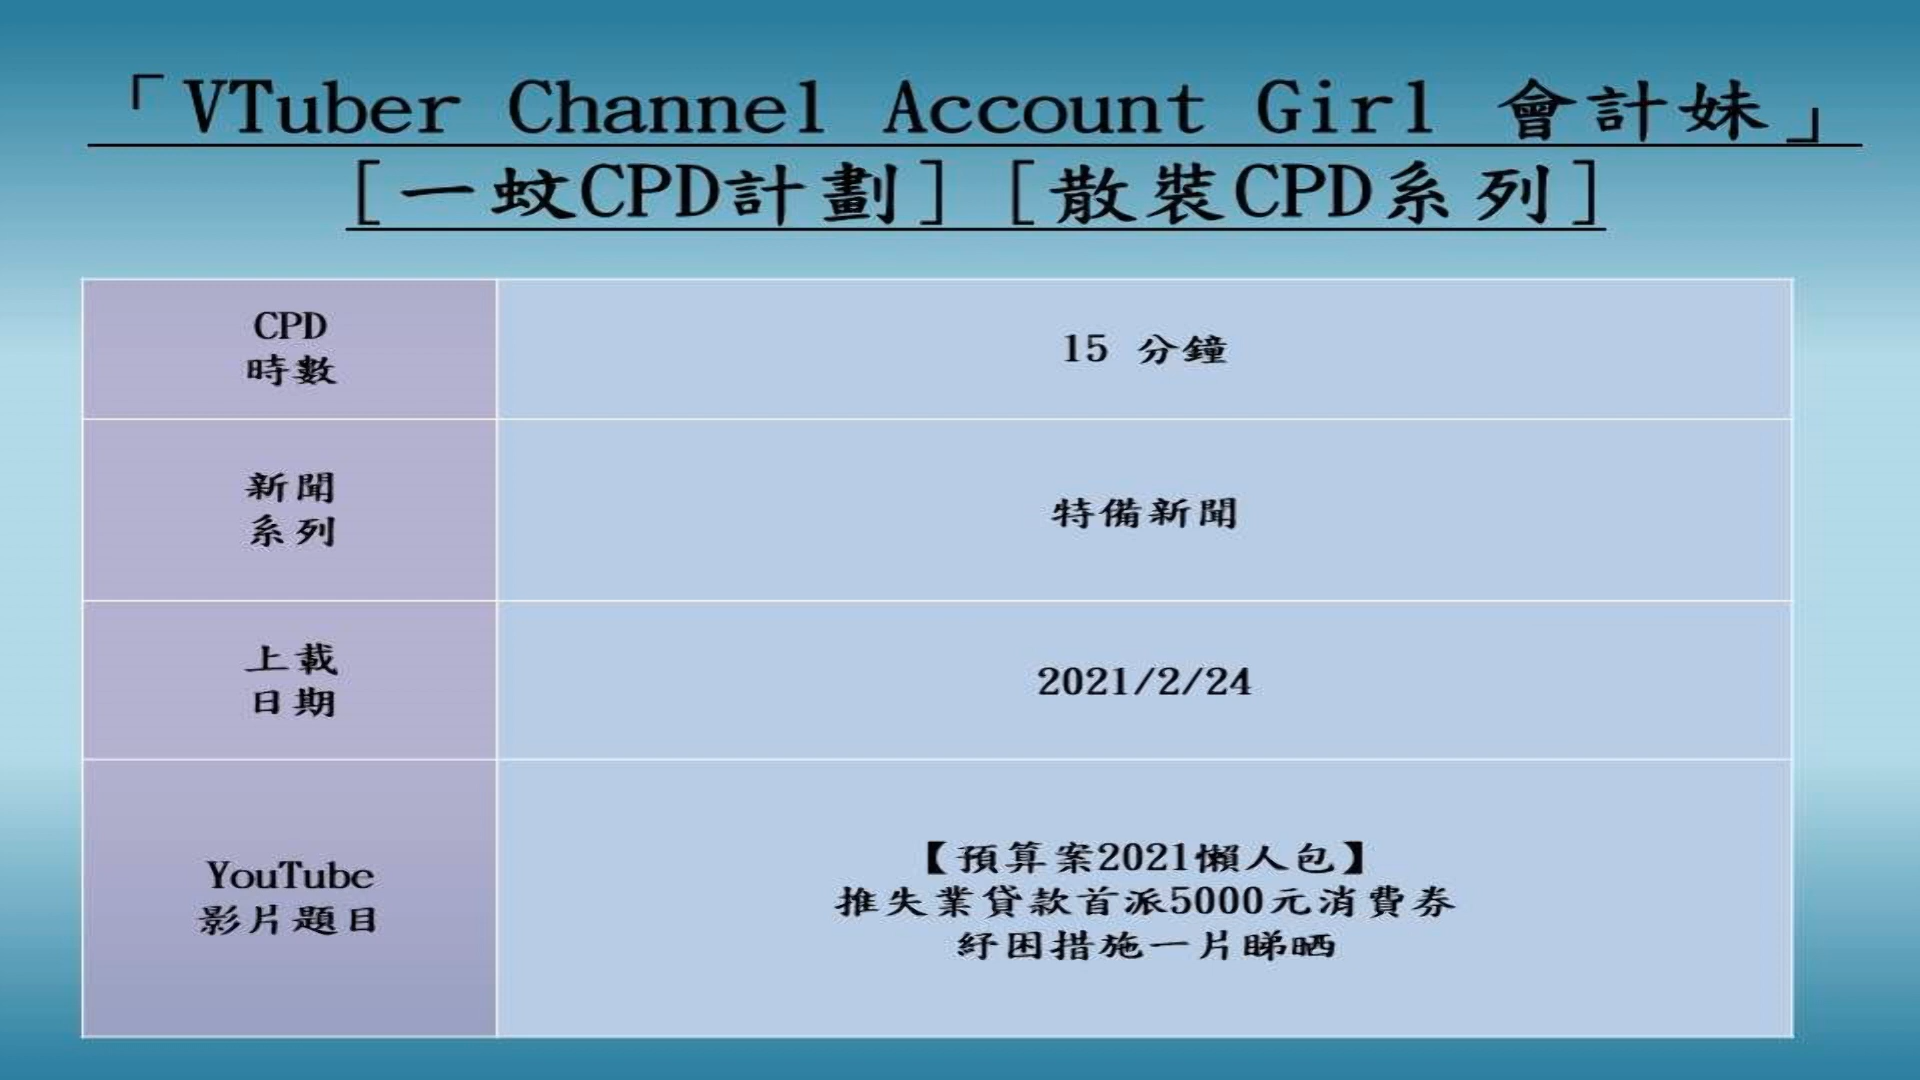 「VTuber Channel Account Girl 會計妹」
[一蚊CPD計劃] [散裝CPD系列]
CPD
時數
15 分鐘
新聞
系列
特備新聞
上載
日期
2021/2/24
YouTube
影片題目
【預算案2021懶人包】
推失業貸款首派5000元消費券
紓困措施一片睇晒